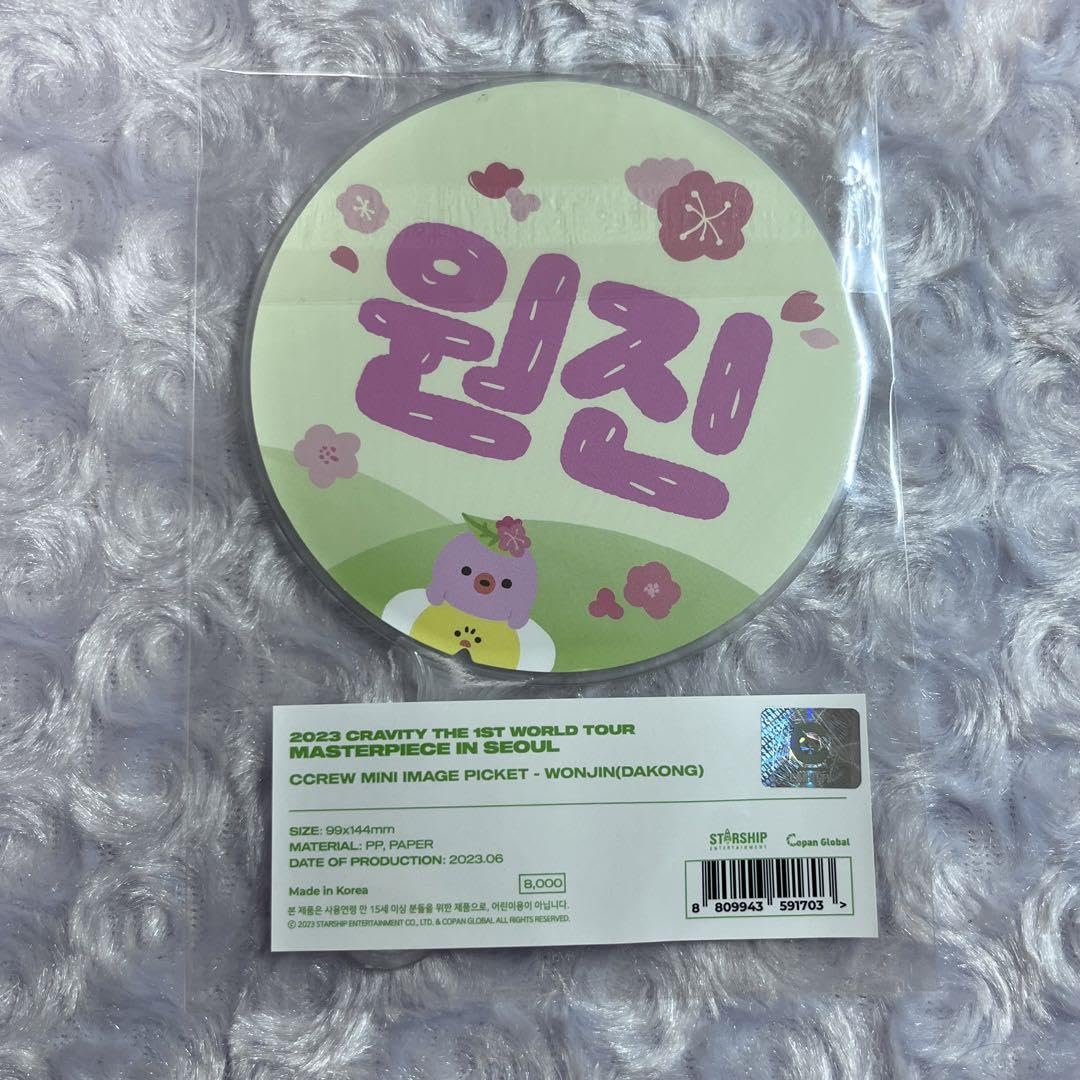 원진
2023 CRAVITY THE 1ST WORLD TOUR
MASTERPIECE IN SEOUL
CCREW MINI IMAGE PICKET - WONJIN(DAKONG)
SIZE: 99x144mm
MATERIAL: PP, PAPER
DATE OF PRODUCTION: 2023.06
STARSHIP
ENTERTAINMENT
Copan Global
Made in Korea
8,000
본 제품은 사용연령 만 15세 이상 분들을 위한 제품으로, 어린이용이 아닙니다.
ⓒ 2023 STARSHIP ENTERTAINMENT CO., LTD. & COPAN GLOBAL ALL RIGHTS RESERVED.
8 809943 591703 >